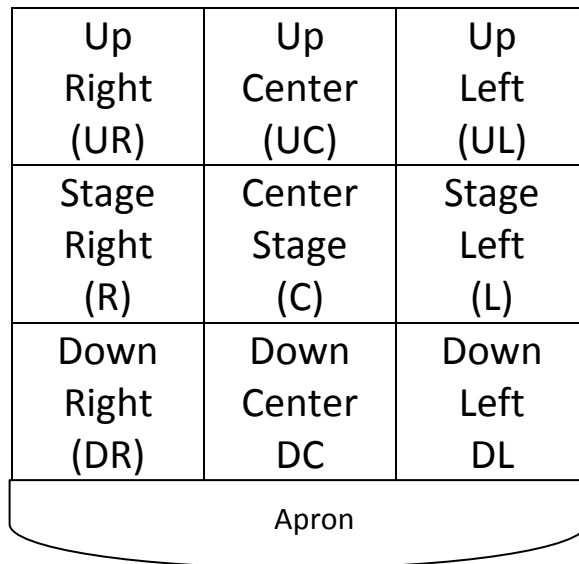 Up
Right
(UR)
Up
Center
(UC)
Up
Left
(UL)
Stage
Right
(R)
Center
Stage
(C)
Stage
Left
(L)
Down
Right
(DR)
Down
Center
DC
Down
Left
DL
Apron